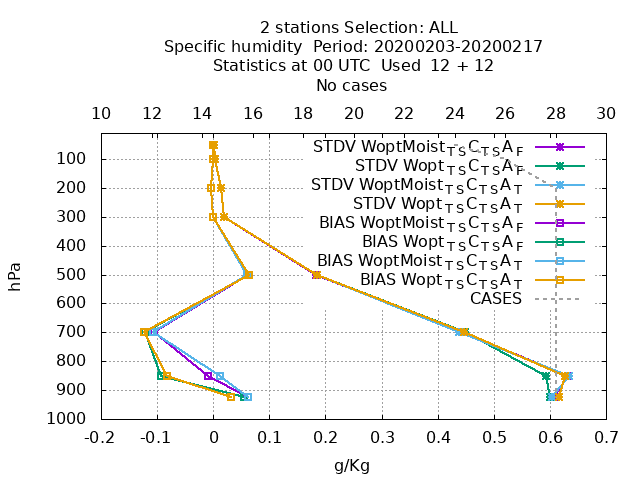 2 stations Selection: ALL
Specific humidity  Period: 20200203-20200217
Statistics at 00 UTC  Used  12 + 12
No cases
10 12 14 16 18 20 22 24 26 28 30
STDV WoptMoist_TS C_TS A_F
STDV Wopt_TS C_TS A_F
STDV WoptMoist_TS C_TS A_T
STDV Wopt_TS C_TS A_T
BIAS WoptMoist_TS C_TS A_F
BIAS Wopt_TS C_TS A_F
BIAS WoptMoist_TS C_TS A_T
BIAS Wopt_TS C_TS A_T
CASES
hPa
100
200
300
400
500
600
700
800
900
1000
-0.2 -0.1 0 0.1 0.2 0.3 0.4 0.5 0.6 0.7
g/Kg